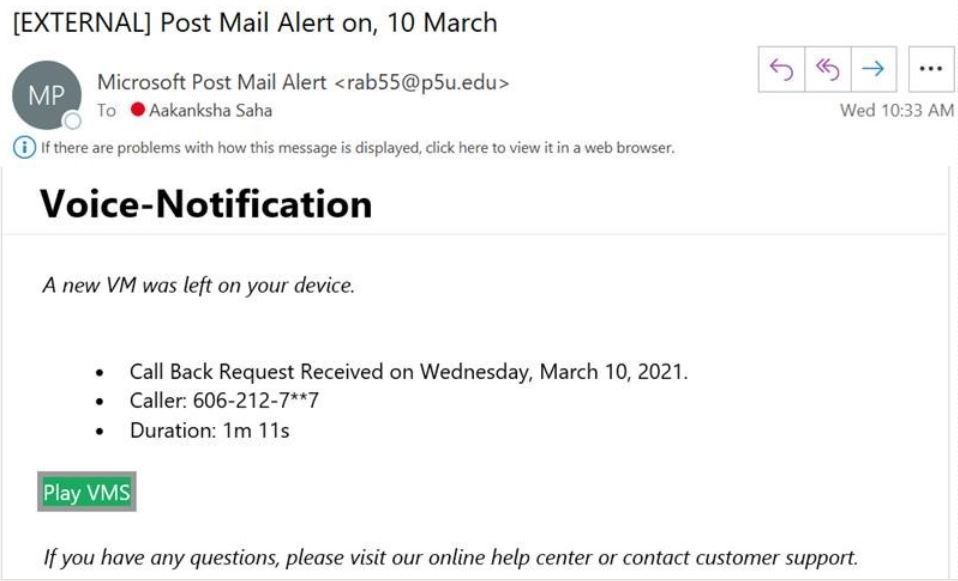 [EXTERNAL] Post Mail Alert on, 10 March
MP
Microsoft Post Mail Alert <rab55@p5u.edu>
To Aakanksha Saha
Wed 10:33 AM
If there are problems with how this message is displayed, click here to view it in a web browser.
Voice-Notification
A new VM was left on your device.
• Call Back Request Received on Wednesday, March 10, 2021.
• Caller: 606-212-7**7
• Duration: 1m 11s
Play VMS
If you have any questions, please visit our online help center or contact customer support.